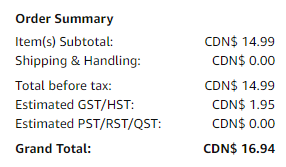 Order Summary
Item(s) Subtotal: CDN$ 14.99
Shipping & Handling: CDN$ 0.00
Total before tax: CDN$ 14.99
Estimated GST/HST: CDN$ 1.95
Estimated PST/RST/QST: CDN$ 0.00
Grand Total: CDN$ 16.94